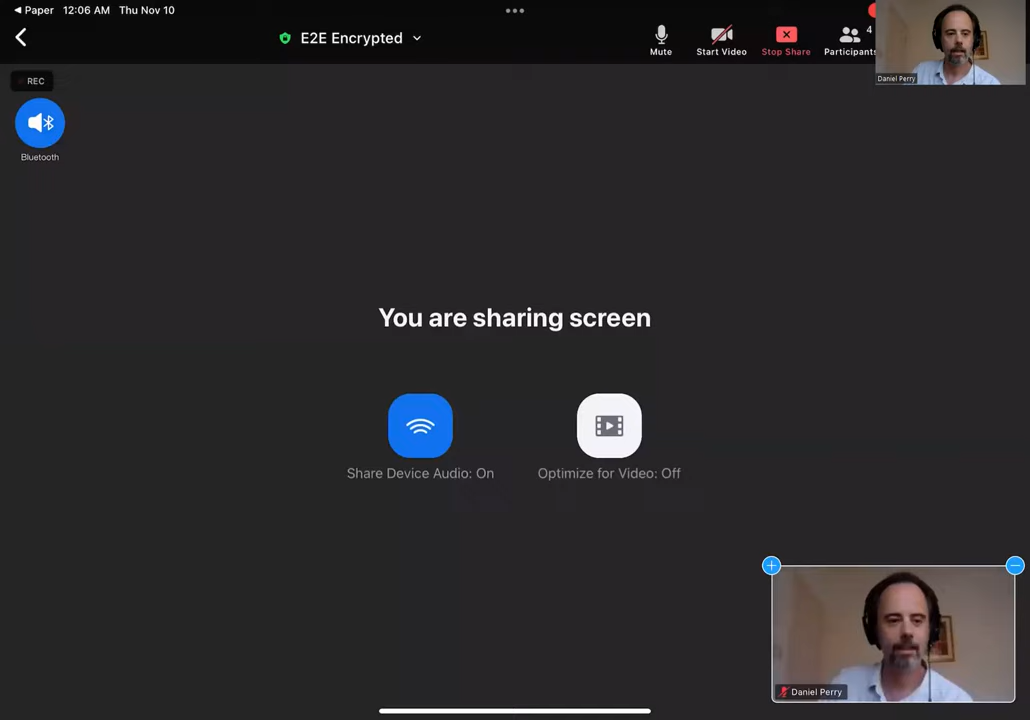 Paper 12:06 AM Thu Nov 10
E2E Encrypted
Mute
Start Video
Stop Share
4
Participants
Daniel Perry
REC
Bluetooth
You are sharing screen
Share Device Audio: On
Optimize for Video: Off
Daniel Perry